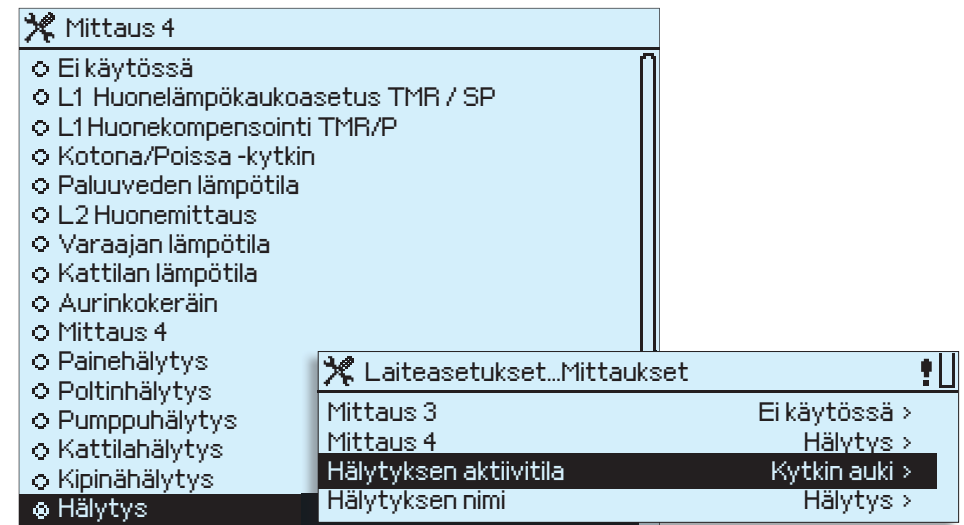 Mittaus 4
Ei käytössä
L1 Huonelämpökaukoasetus TMR / SP
L1 Huonekompensointi TMR/P
Kotona/Poissa -kytkin
Paluuveden lämpötila
L2 Huonemittaus
Varaajan lämpötila
Kattilan lämpötila
Aurinkokeräin
Mittaus 4
Painehälytys
Poltinhälytys
Pumppuhälytys
Kattilahälytys
Kipinähälytys
Hälytys
Laiteasetukset...Mittaukset !
Mittaus 3 Ei käytössä >
Mittaus 4 Hälytys >
Hälytyksen aktiivitila Kytkin auki >
Hälytyksen nimi Hälytys >